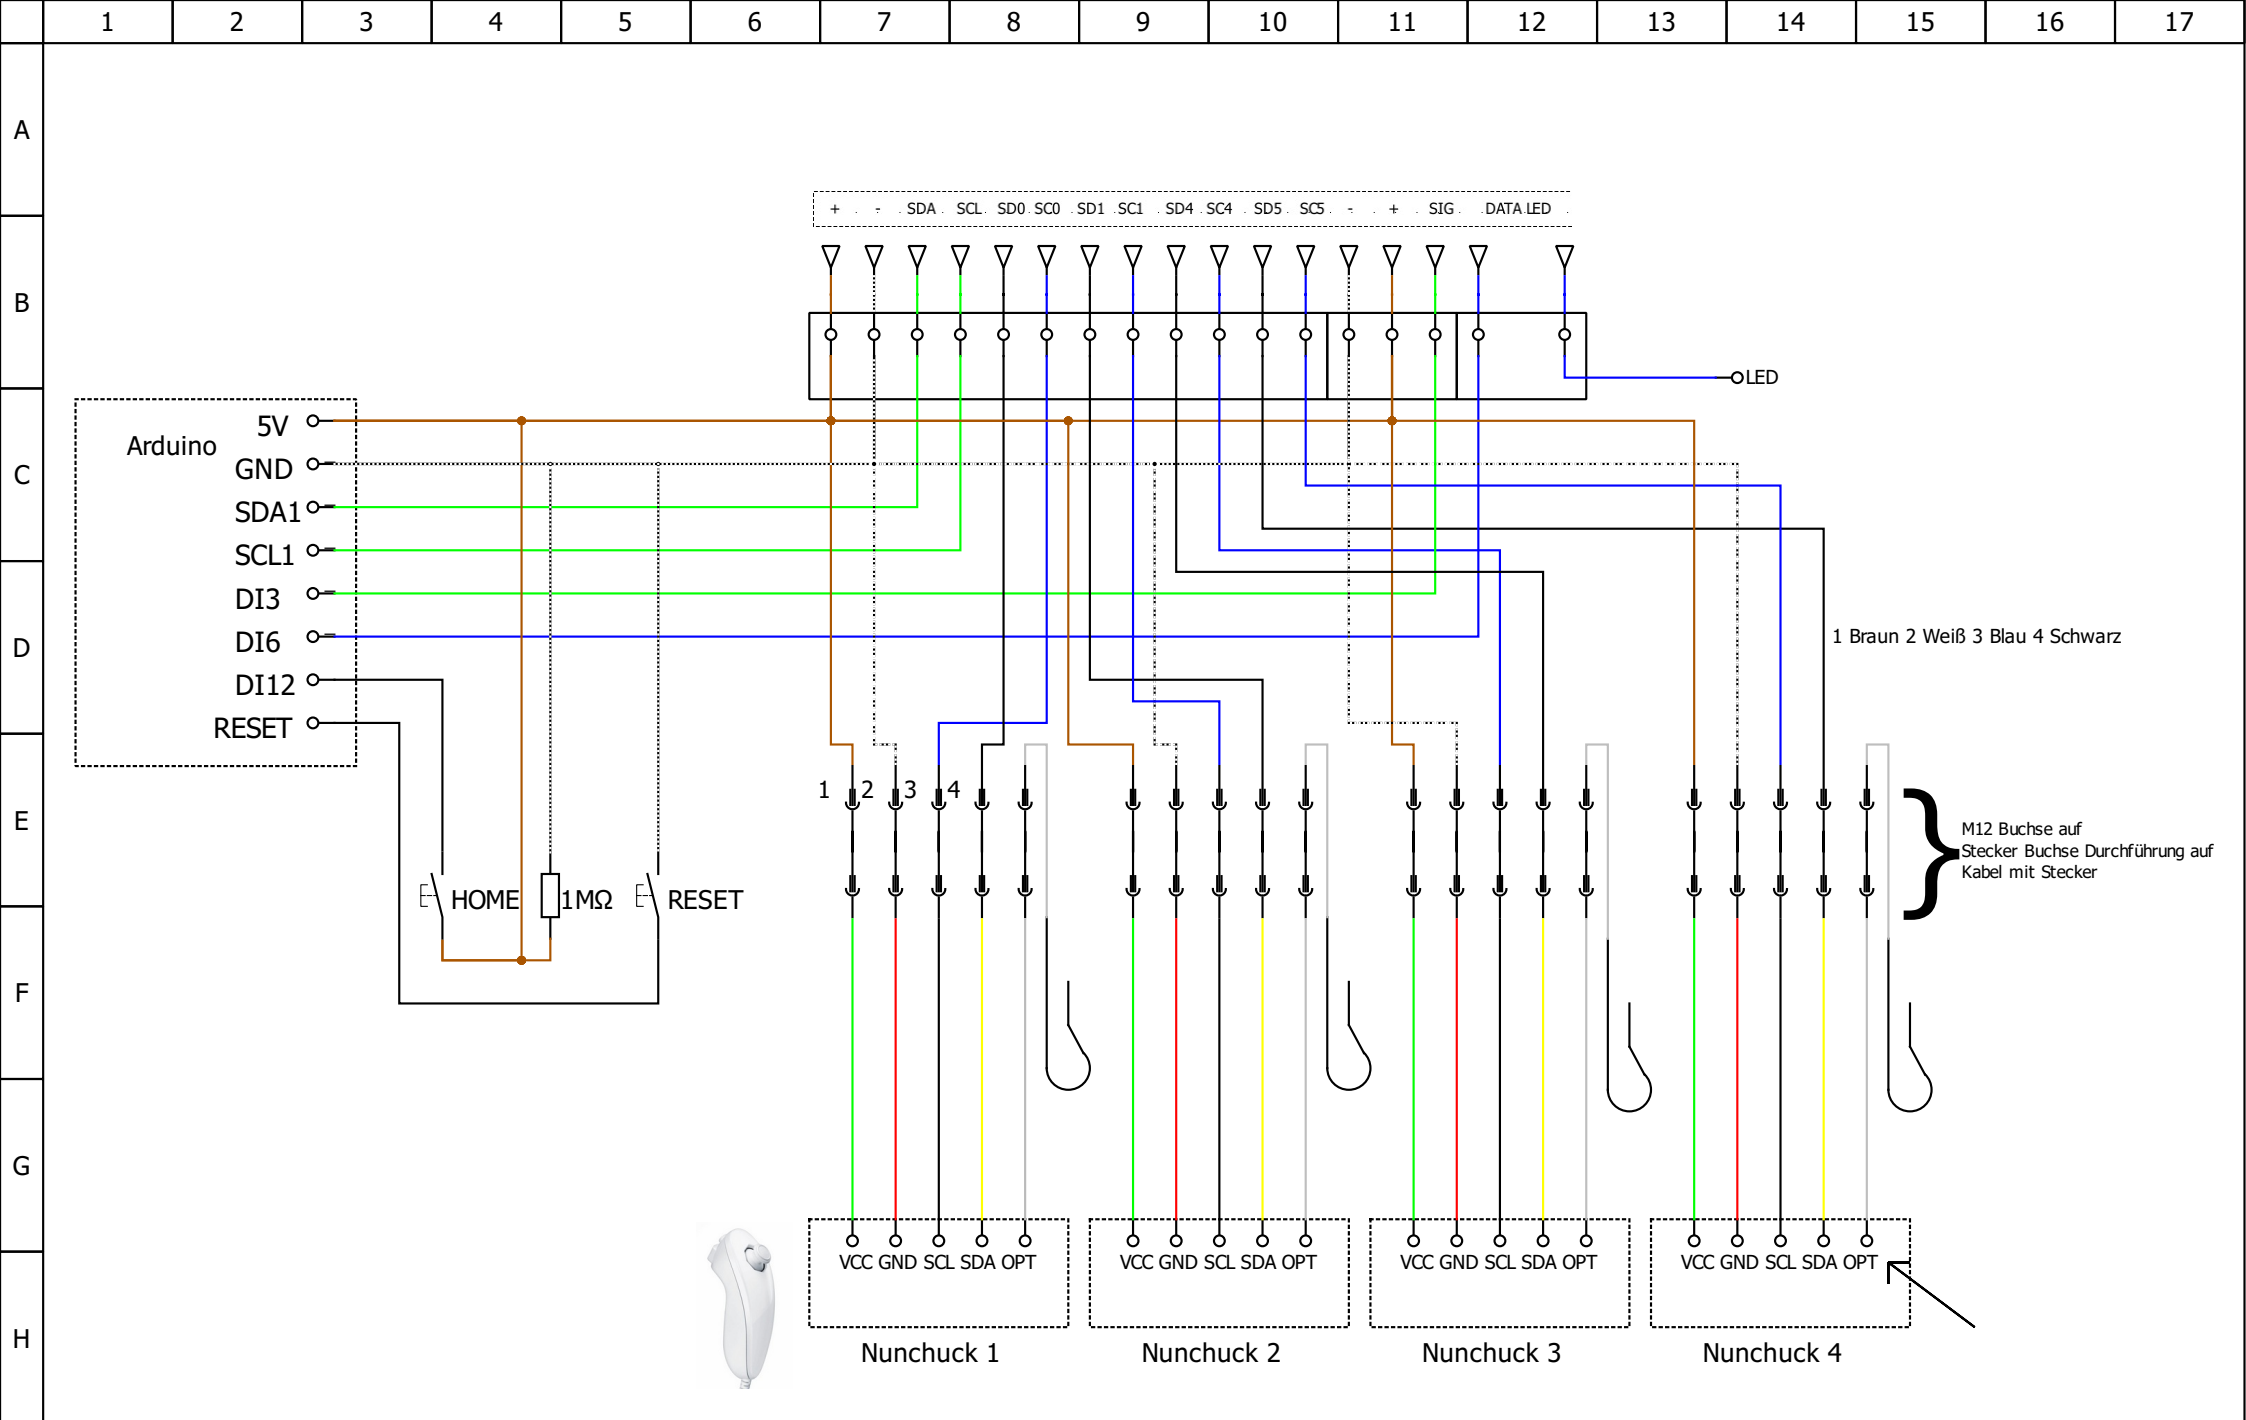 1 2 3 4 5 6 7 8 9 10 11 12 13 14 15 16 17
A
+ - SDA SCL SD0 SC0 SD1 SC1 SD4 SC4 SD5 SC5 - + SIG DATA LED
B
LED
C
Arduino
5V
GND
SDA1
SCL1
DI3
DI6
DI12
RESET
D
1 Braun 2 Weiß 3 Blau 4 Schwarz
E
1 2 3 4
M12 Buchse auf
Stecker Buchse Durchführung auf
Kabel mit Stecker
HOME 1MΩ RESET
F
G
VCC GND SCL SDA OPT
VCC GND SCL SDA OPT
VCC GND SCL SDA OPT
VCC GND SCL SDA OPT
H
Nunchuck 1
Nunchuck 2
Nunchuck 3
Nunchuck 4